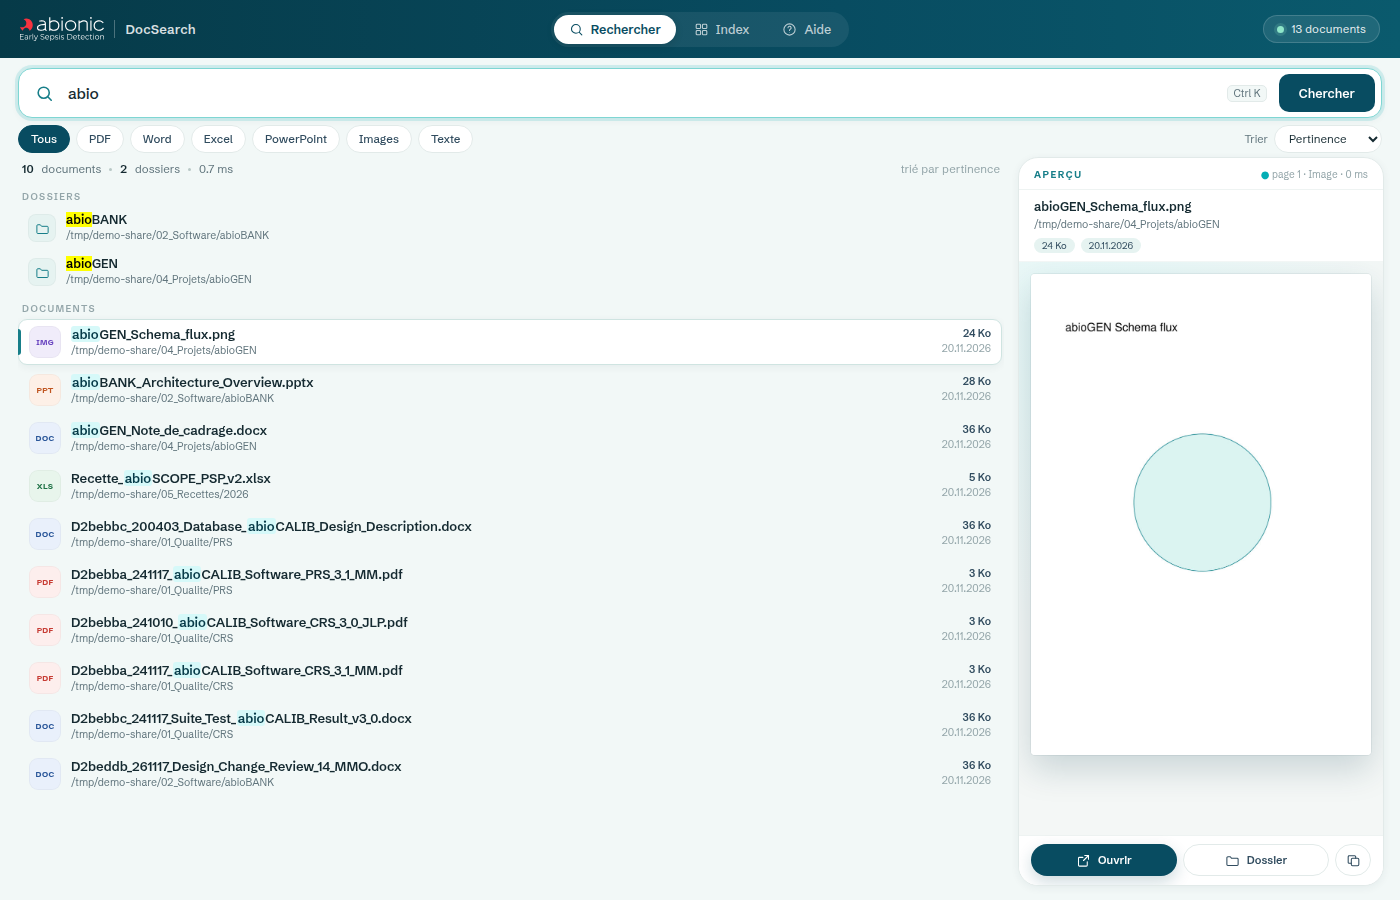 abionic
Early Sepsis Detection
DocSearch
Rechercher
Index
Aide
13 documents
abio
Ctrl K
Chercher
Tous
PDF
Word
Excel
PowerPoint
Images
Texte
Trier
Pertinence
10 documents • 2 dossiers • 0.7 ms
trié par pertinence
DOSSIERS
abioBANK
/tmp/demo-share/02_Software/abioBANK
abioGEN
/tmp/demo-share/04_Projets/abioGEN
DOCUMENTS
IMG
abioGEN_Schema_flux.png
/tmp/demo-share/04_Projets/abioGEN
24 Ko
20.11.2026
PPT
abioBANK_Architecture_Overview.pptx
/tmp/demo-share/02_Software/abioBANK
28 Ko
20.11.2026
DOC
abioGEN_Note_de_cadrage.docx
/tmp/demo-share/04_Projets/abioGEN
36 Ko
20.11.2026
XLS
Recette_abioSCOPE_PSP_v2.xlsx
/tmp/demo-share/05_Recettes/2026
5 Ko
20.11.2026
DOC
D2bebbc_200403_Database_abioCALIB_Design_Description.docx
/tmp/demo-share/01_Qualite/PRS
36 Ko
20.11.2026
PDF
D2bebba_241117_abioCALIB_Software_PRS_3_1_MM.pdf
/tmp/demo-share/01_Qualite/PRS
3 Ko
20.11.2026
PDF
D2bebba_241010_abioCALIB_Software_CRS_3_0_JLP.pdf
/tmp/demo-share/01_Qualite/CRS
3 Ko
20.11.2026
PDF
D2bebba_241117_abioCALIB_Software_CRS_3_1_MM.pdf
/tmp/demo-share/01_Qualite/CRS
3 Ko
20.11.2026
DOC
D2bebbc_241117_Suite_Test_abioCALIB_Result_v3_0.docx
/tmp/demo-share/01_Qualite/CRS
36 Ko
20.11.2026
DOC
D2beddb_261117_Design_Change_Review_14_MMO.docx
/tmp/demo-share/02_Software/abioBANK
36 Ko
20.11.2026
APERÇU
page 1 · Image · 0 ms
abioGEN_Schema_flux.png
/tmp/demo-share/04_Projets/abioGEN
24 Ko
20.11.2026
abioGEN Schema flux
Ouvrir
Dossier